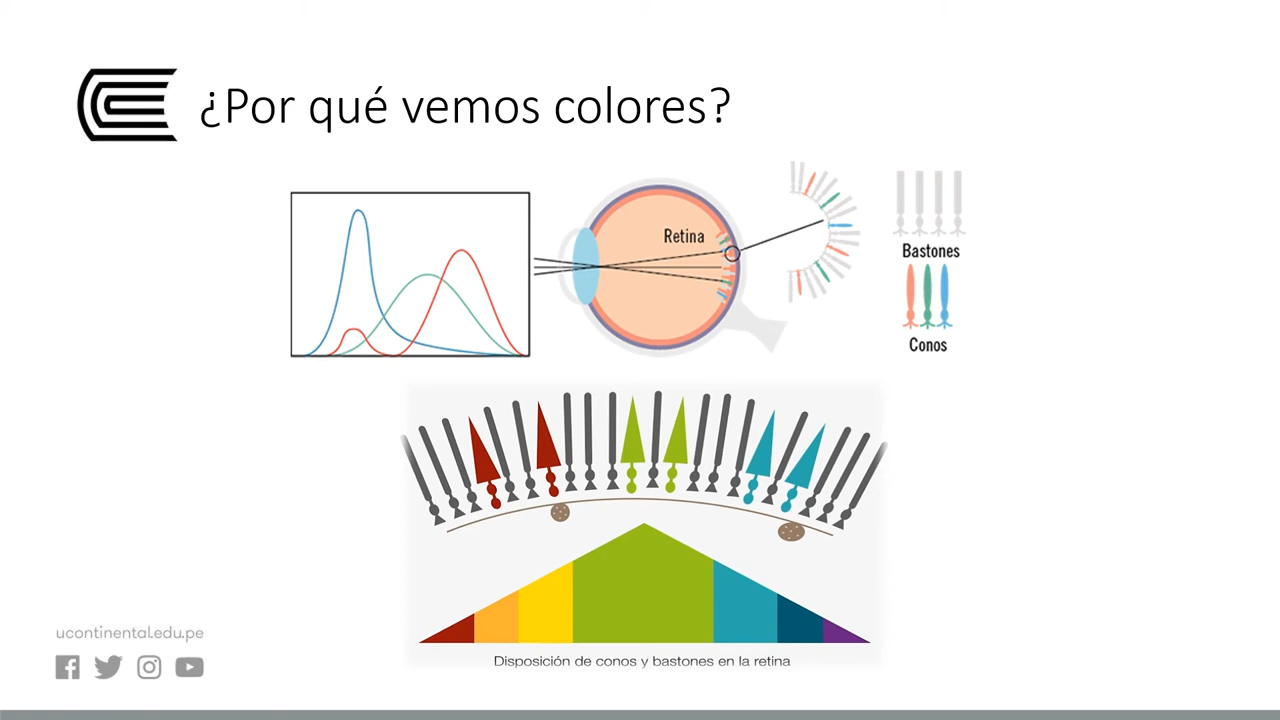 ¿Por qué vemos colores?
Retina
Bastones
Conos
Disposición de conos y bastones en la retina
ucontinental.edu.pe